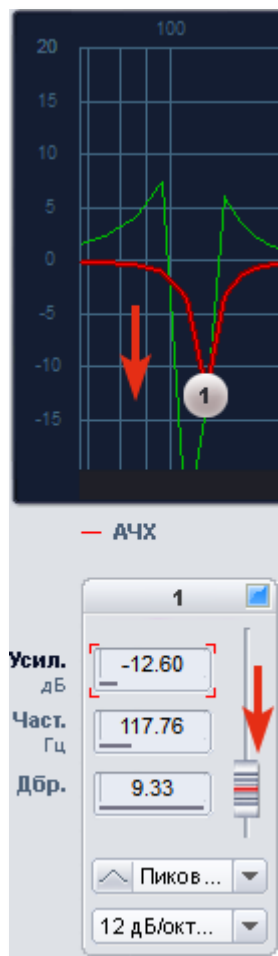 100
20
15
10
5
0
-5
-10
-15
1
АЧХ
1
Усил. -12.60
дБ
Част. 117.76
Гц
Дбр. 9.33
Пиков...
12 дБ/окт...